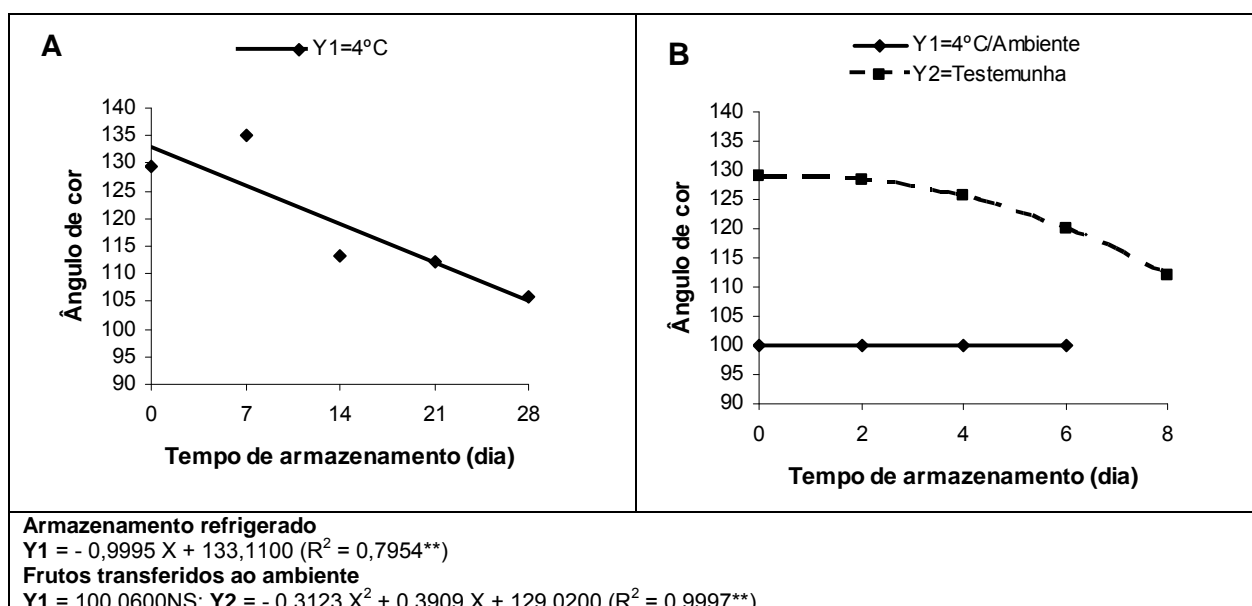 A
Y1=4ºC
140
135
130
125
120
115
110
105
100
95
90
0 7 14 21 28
Ângulo de cor
Tempo de armazenamento (dia)
B
Y1=4ºC/Ambiente
Y2=Testemunha
140
135
130
125
120
115
110
105
100
95
90
0 2 4 6 8
Ângulo de cor
Tempo de armazenamento (dia)
Armazenamento refrigerado
Y1 = - 0,9995 X + 133,1100 (R² = 0,7954**)
Frutos transferidos ao ambiente
Y1 = 100,0600NS; Y2 = - 0,3123 X² + 0,3909 X + 129,0200 (R² = 0,9997**)